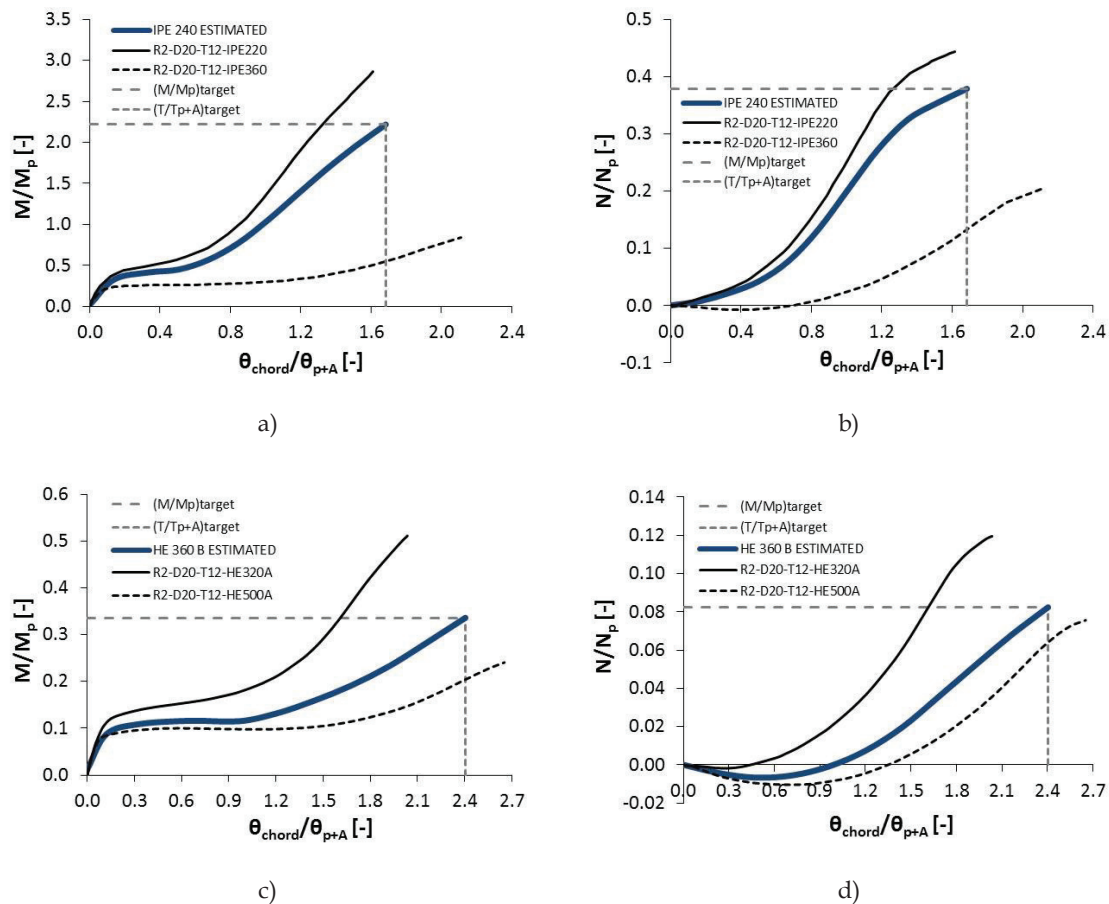 3.5
3.0
2.5
2.0
1.5
1.0
0.5
0.0
M/Mp [-]
IPE 240 ESTIMATED
R2-D20-T12-IPE220
R2-D20-T12-IPE360
(M/Mp)target
(T/Tp+A)target
0.0 0.4 0.8 1.2 1.6 2.0 2.4
θchord/θp+A [-]
a)
0.5
0.4
0.3
0.2
0.1
0.0
-0.1
N/Np [-]
IPE 240 ESTIMATED
R2-D20-T12-IPE220
R2-D20-T12-IPE360
(M/Mp)target
(T/Tp+A)target
0.0 0.4 0.8 1.2 1.6 2.0 2.4
θchord/θp+A [-]
b)
0.6
0.5
0.4
0.3
0.2
0.1
0.0
M/Mp [-]
(M/Mp)target
(T/Tp+A)target
HE 360 B ESTIMATED
R2-D20-T12-HE320A
R2-D20-T12-HE500A
0.0 0.3 0.6 0.9 1.2 1.5 1.8 2.1 2.4 2.7
θchord/θp+A [-]
c)
0.14
0.12
0.10
0.08
0.06
0.04
0.02
0.00
-0.02
N/Np [-]
(M/Mp)target
(T/Tp+A)target
HE 360 B ESTIMATED
R2-D20-T12-HE320A
R2-D20-T12-HE500A
0.0 0.3 0.6 0.9 1.2 1.5 1.8 2.1 2.4 2.7
θchord/θp+A [-]
d)